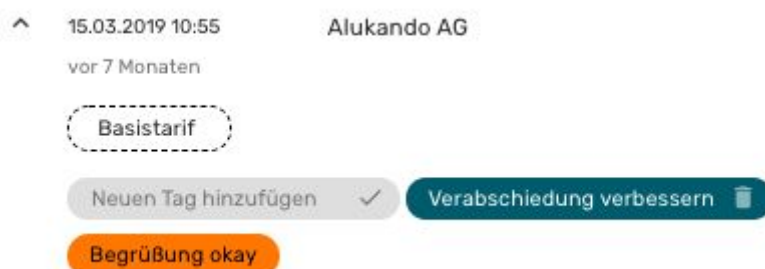 15.03.2019 10:55 Alukando AG
vor 7 Monaten
Basistarif
Neuen Tag hinzufügen Verabschiedung verbessern
Begrüßung okay